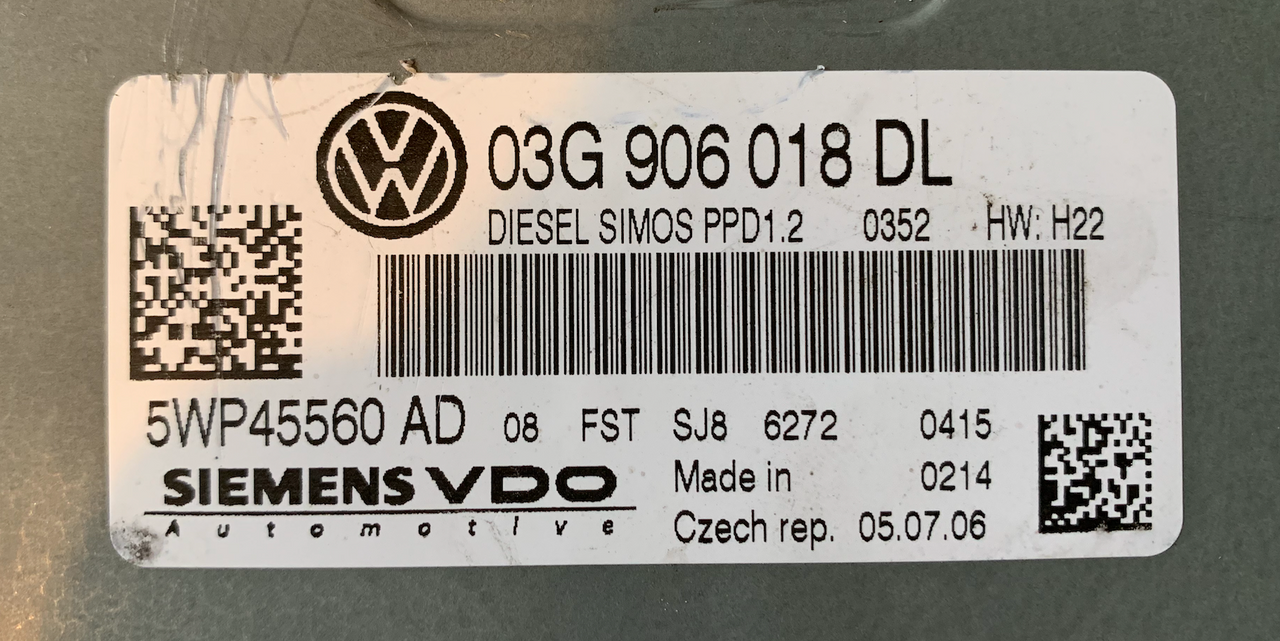 VW 03G 906 018 DL
DIESEL SIMOS PPD1.2 0352 HW: H22
5WP45560 AD 08 FST SJ8 6272 0415
SIEMENS VDO Made in 0214
Automotive Czech rep. 05.07.06